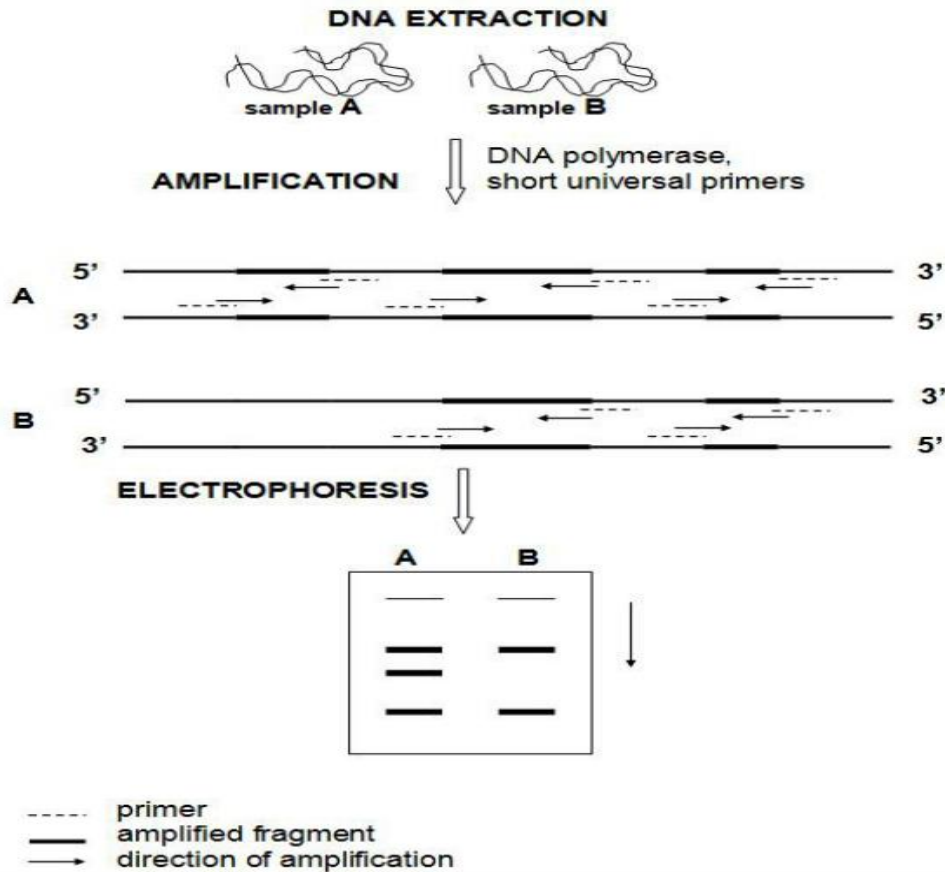 DNA EXTRACTION
sample A
sample B
AMPLIFICATION
DNA polymerase,
short universal primers
5’ 3’
A
3’ 5’
5’ 3’
B
3’ 5’
ELECTROPHORESIS
A B
primer
amplified fragment
direction of amplification